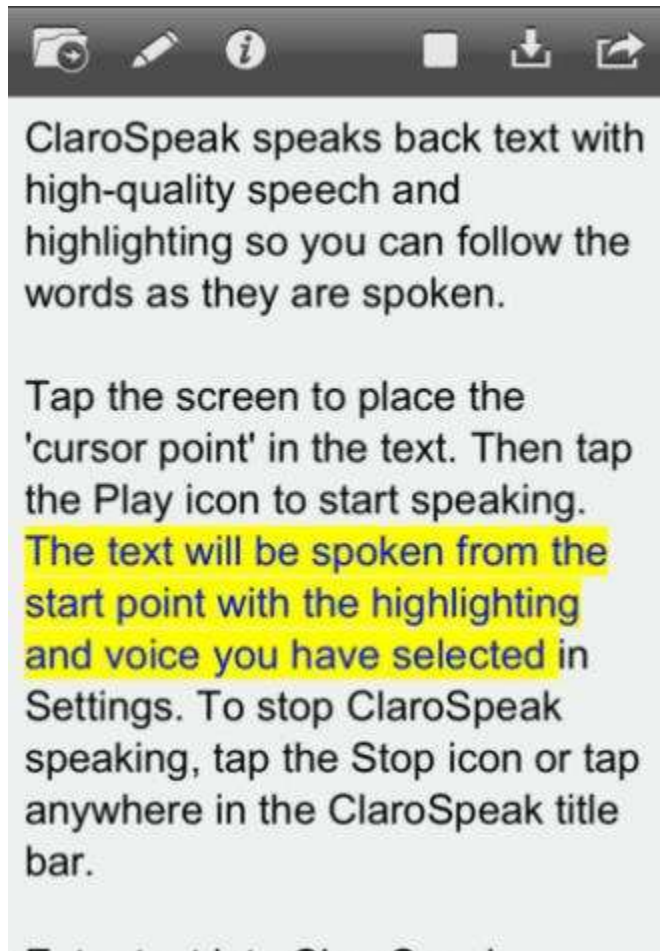 ClaroSpeak speaks back text with
high-quality speech and
highlighting so you can follow the
words as they are spoken.
Tap the screen to place the
'cursor point' in the text. Then tap
the Play icon to start speaking.
The text will be spoken from the
start point with the highlighting
and voice you have selected in
Settings. To stop ClaroSpeak
speaking, tap the Stop icon or tap
anywhere in the ClaroSpeak title
bar.